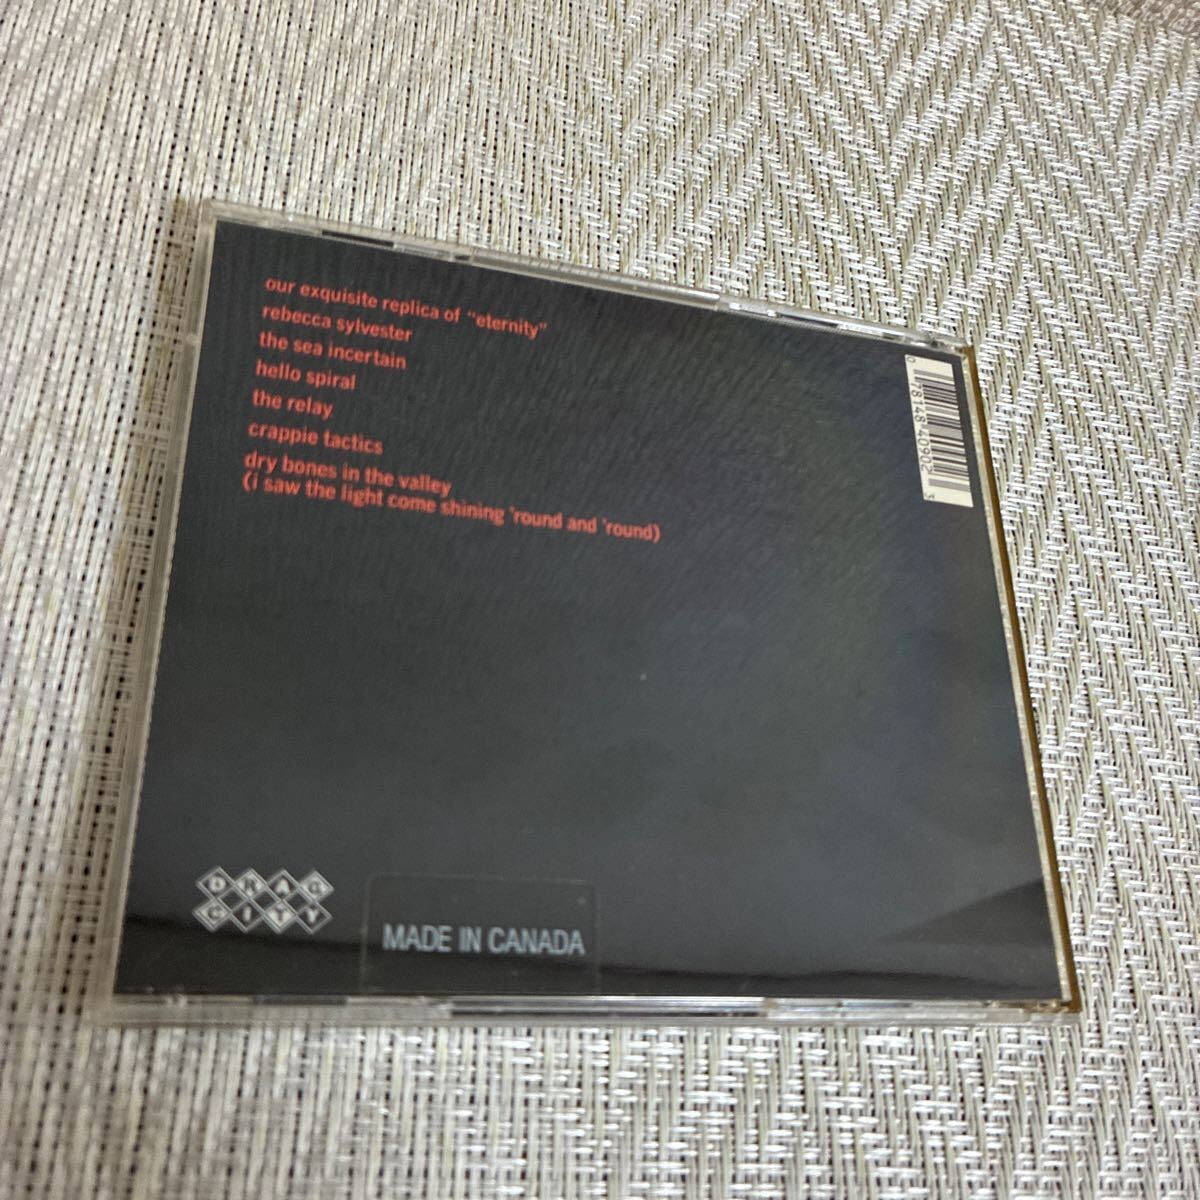 our exquisite replica of "eternity"
rebecca sylvester
the sea incertain
hello spiral
the relay
crappie tactics
dry bones in the valley
(i saw the light come shining 'round and 'round)
DRAG
CITY
MADE IN CANADA